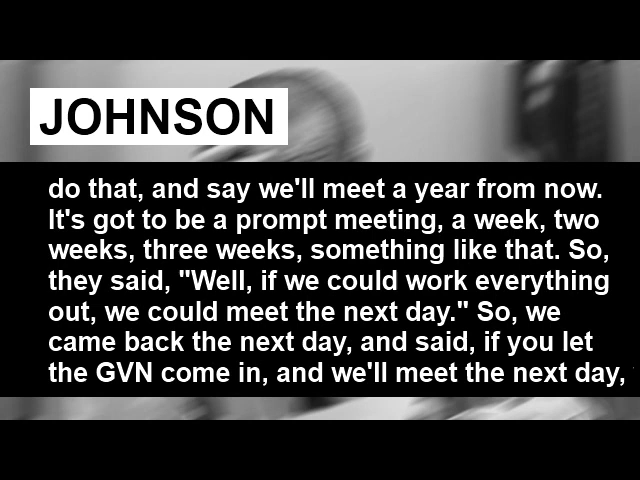 JOHNSON
do that, and say we'll meet a year from now.
It's got to be a prompt meeting, a week, two
weeks, three weeks, something like that. So,
they said, "Well, if we could work everything
out, we could meet the next day." So, we
came back the next day, and said, if you let
the GVN come in, and we'll meet the next day,